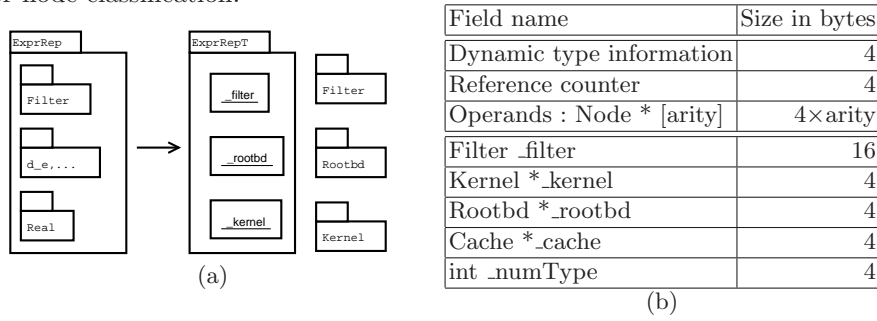 er node classification.
ExprRep
Filter
d_e,...
Real
ExprRepT
_filter
_rootbd
_kernel
Filter
Rootbd
Kernel
(a)
Field name Size in bytes
Dynamic type information 4
Reference counter 4
Operands : Node * [arity] 4×arity
Filter _filter 16
Kernel *_kernel 4
Rootbd *_rootbd 4
Cache *_cache 4
int _numType 4
(b)